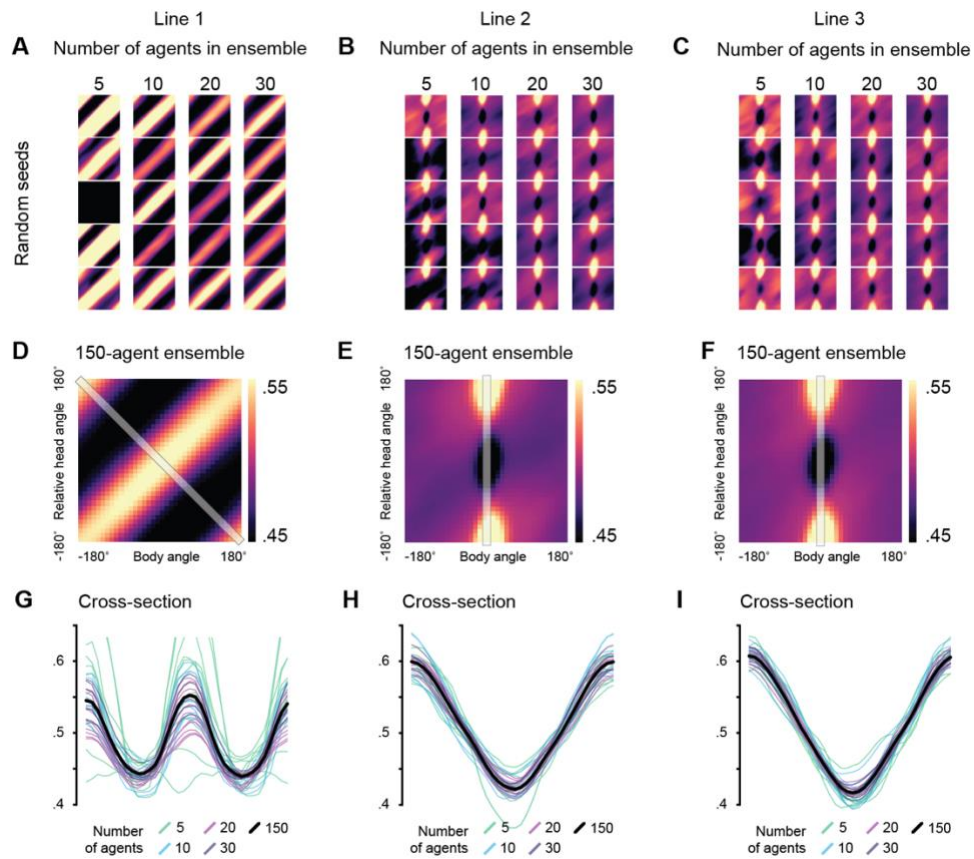 Line 1
Line 2
Line 3
A
Number of agents in ensemble
B
Number of agents in ensemble
C
Number of agents in ensemble
5 10 20 30
5 10 20 30
5 10 20 30
Random seeds
D
150-agent ensemble
E
150-agent ensemble
F
150-agent ensemble
180°
Relative head angle
-180°
.55
.45
-180° Body angle 180°
180°
Relative head angle
-180°
.55
.45
-180° Body angle 180°
180°
Relative head angle
-180°
.55
.45
-180° Body angle 180°
G
Cross-section
H
Cross-section
I
Cross-section
.6
.5
.4
.6
.5
.4
.6
.5
.4
Number
of agents
5 20 150
10 30
Number
of agents
5 20 150
10 30
Number
of agents
5 20 150
10 30